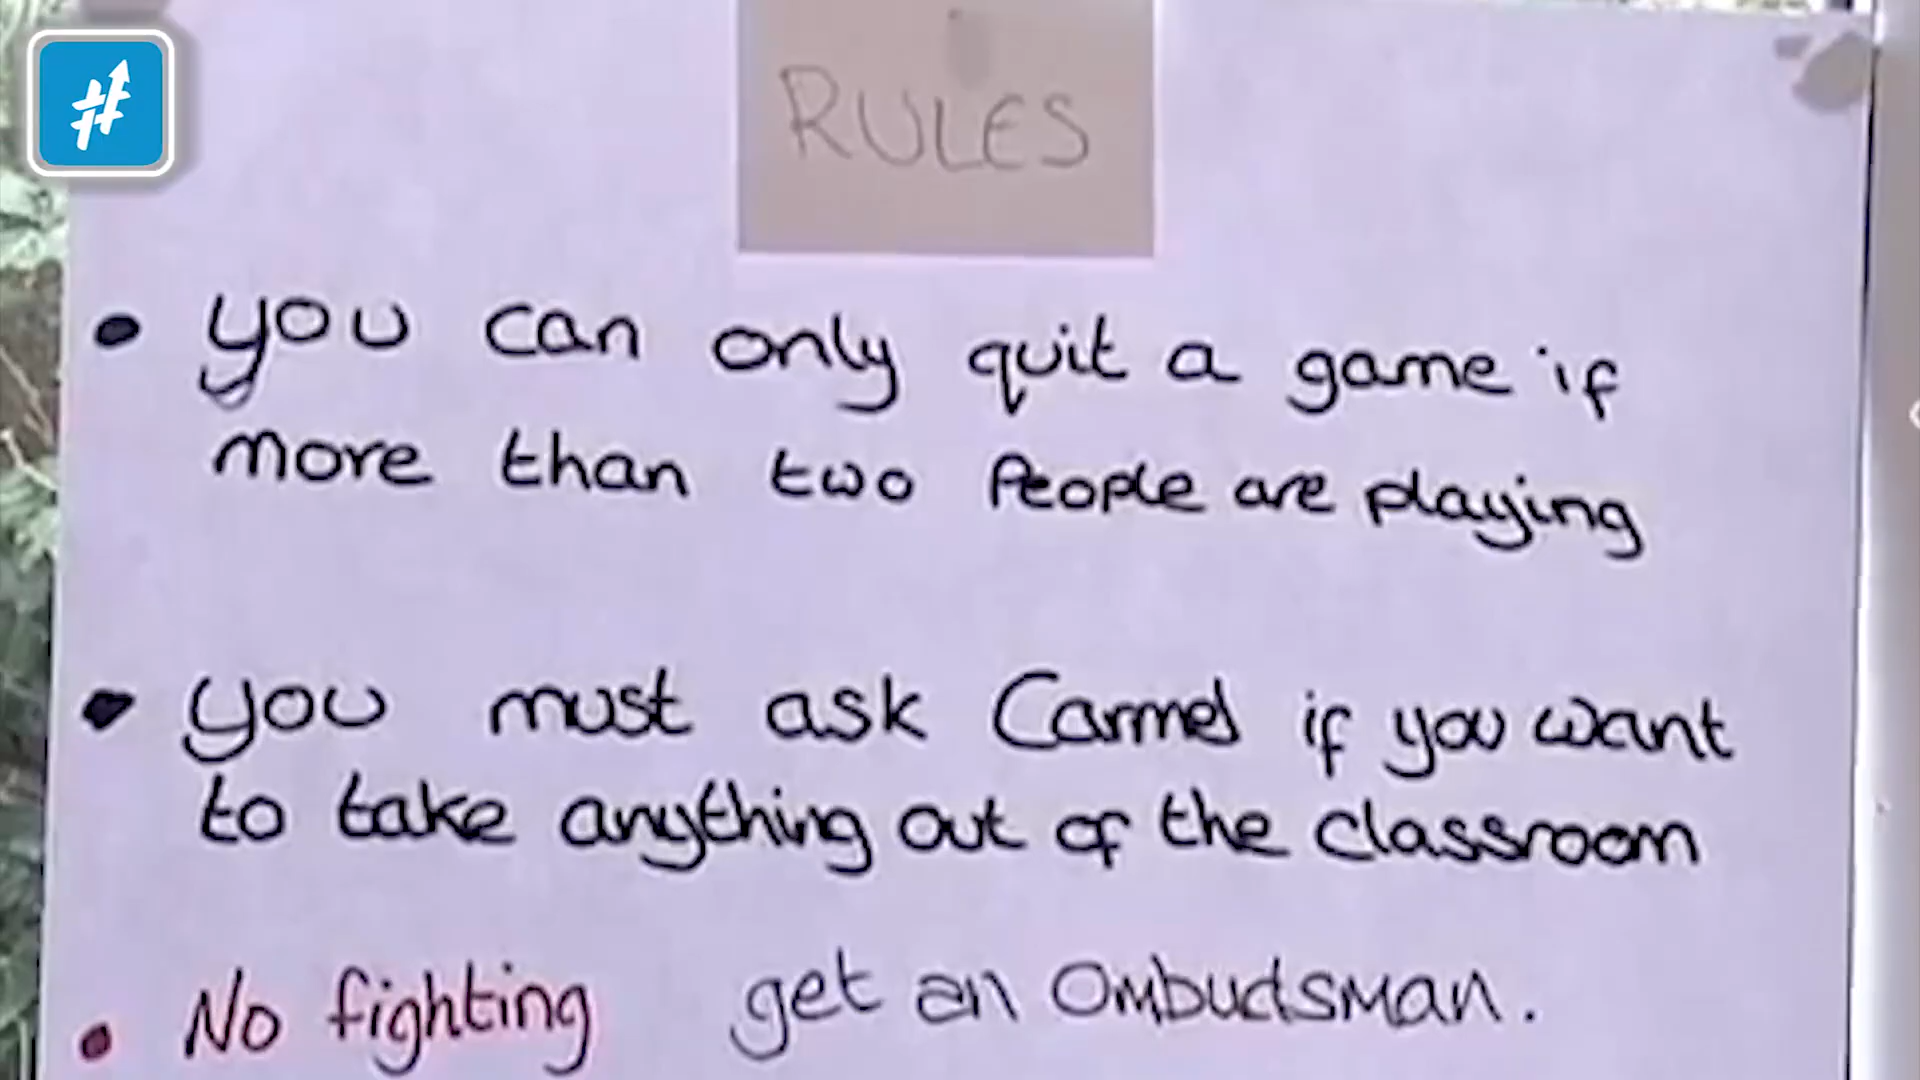 RULES
• you can only quit a game if
more than two People are playing
• you must ask Carmel if you want
to take anything out of the classroom
• No fighting get an Ombudsman.